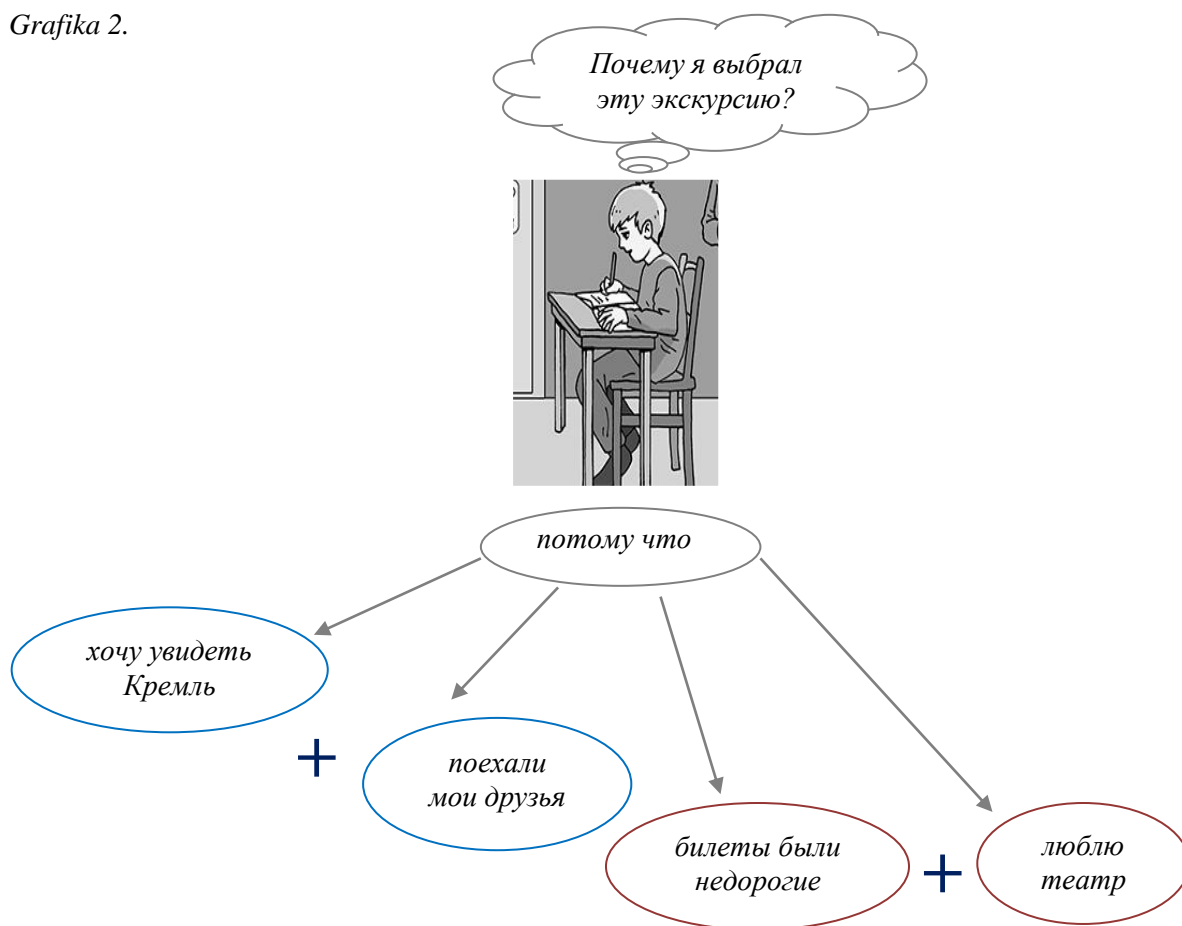 Grafika 2.
Почему я выбрал
эту экскурсию?
потому что
хочу увидеть
Кремль
+
поехали
мои друзья
билеты были
недорогие
+
люблю
театр